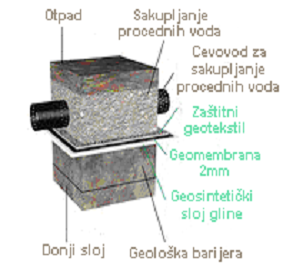 Otpad
Sakupljanje
procednih voda
Cevovod za
sakupljanje
procednih voda
Zaštitni
geotekstil
Geomembrana
2mm
Geosintetički
sloj gline
Donji sloj
Geološka barijera